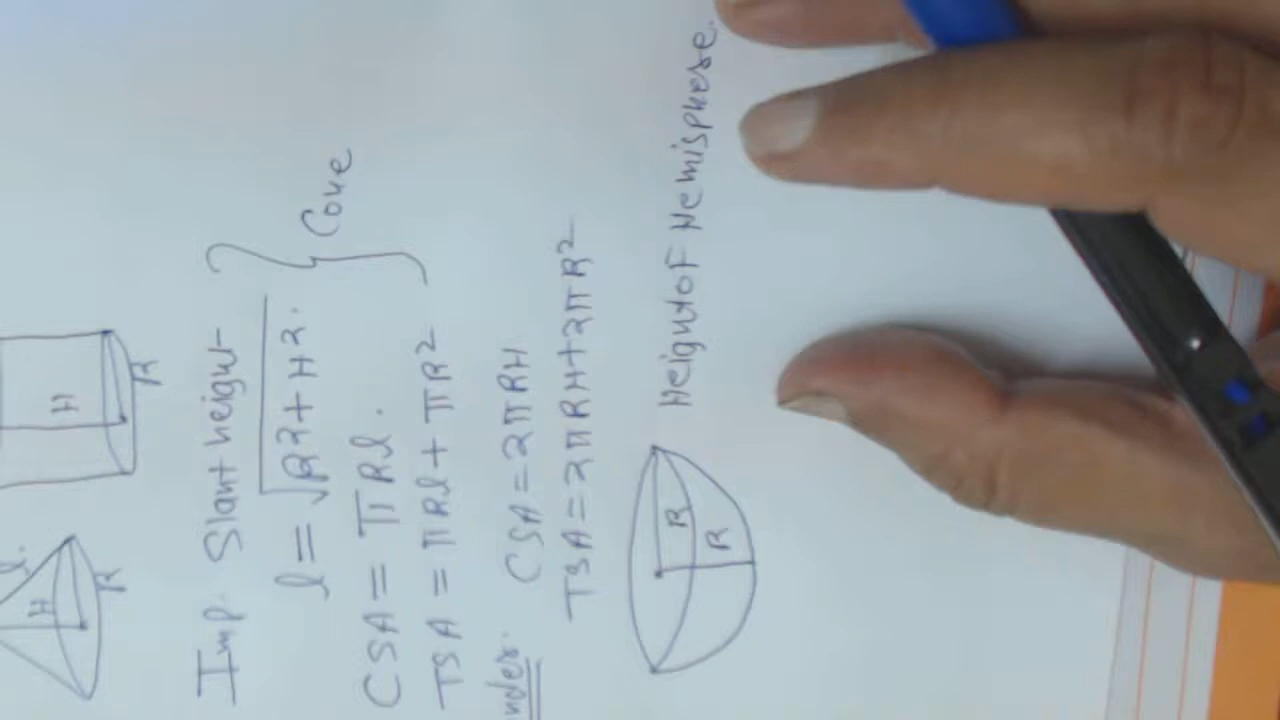 H
R
l.
H
R
Imp. Slant height
l = √R2+H2.
CSA = πRl.
TSA = πRl + πR2
Cone
nder. CSA = 2πRH
TSA = 2πRH+2πR2
R
R
Height of Hemisphere.